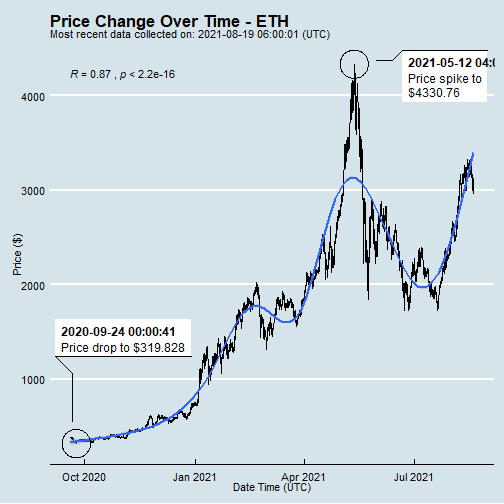 Price Change Over Time - ETH
Most recent data collected on: 2021-08-19 06:00:01 (UTC)
R = 0.87 , p < 2.2e-16
2021-05-12 04:0
Price spike to
$4330.76
4000
3000
Price ($)
2000
2020-09-24 00:00:41
Price drop to $319.828
1000
Oct 2020
Jan 2021
Apr 2021
Jul 2021
Date Time (UTC)